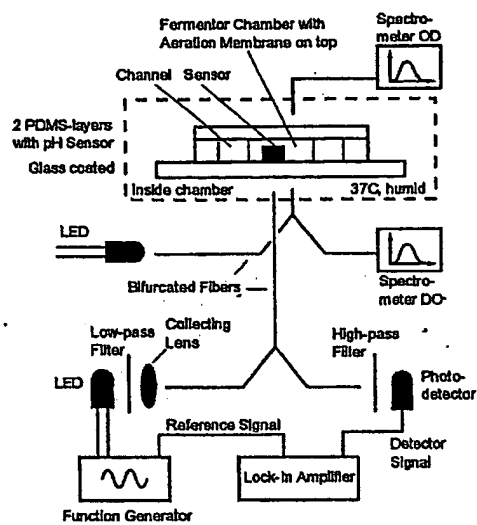 Fermentor Chamber with
Aeration Membrane on top
Spectro-
meter OD
Channel Sensor
2 PDMS-layers
with pH Sensor
Glass coated
Inside chamber
37C, humid
LED
Bifurcated Fibers
Spectro-
meter DO
Low-pass
Filter
Collecting
Lens
High-pass
Filter
LED
Photo-
detector
Reference Signal
Detector
Signal
Lock-in Amplifier
Function Generator